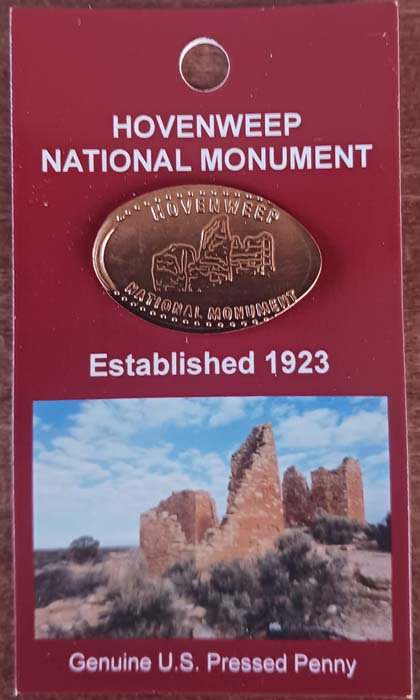 HOVENWEEP
NATIONAL MONUMENT
HOVENWEEP
NATIONAL MONUMENT
Established 1923
Genuine U.S. Pressed Penny